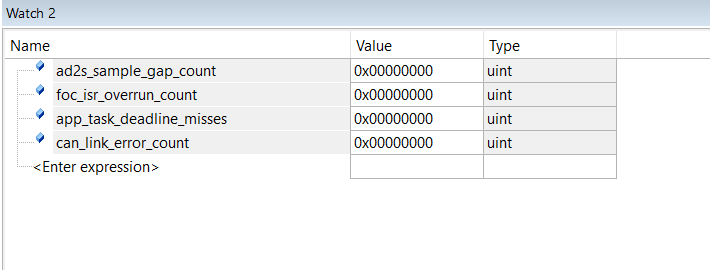 Watch 2
Name Value Type
ad2s_sample_gap_count 0x00000000 uint
foc_isr_overrun_count 0x00000000 uint
app_task_deadline_misses 0x00000000 uint
can_link_error_count 0x00000000 uint
<Enter expression>